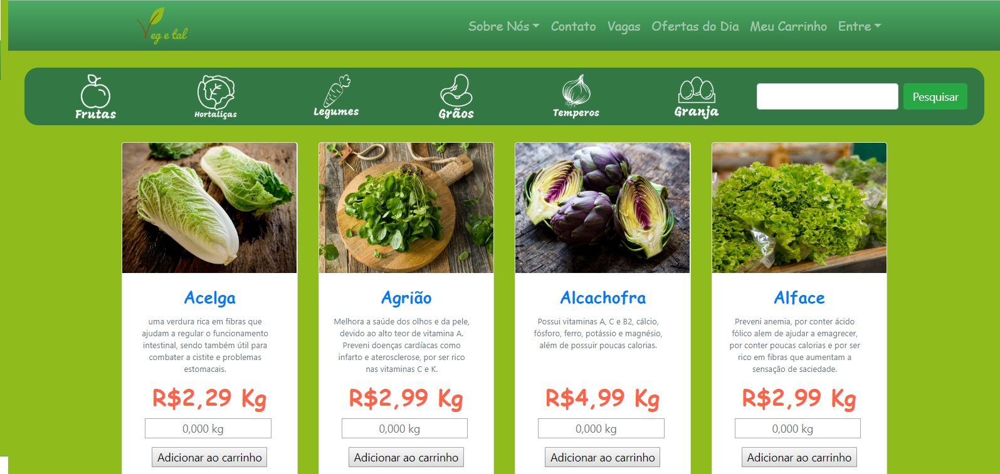 Veg e tal
Sobre Nós Contato Vagas Ofertas do Dia Meu Carrinho Entre
Frutas Hortaliças Legumes Grãos Temperos Granja Pesquisar
Acelga
uma verdura rica em fibras que
ajudam a regular o funcionamento
intestinal, sendo também útil para
combater a cistite e problemas
estomacais.
R$2,29 Kg
0,000 kg
Adicionar ao carrinho
Agrião
Melhora a saúde dos olhos e da pele,
devido ao alto teor de vitamina A.
Preveni doenças cardíacas como
infarto e aterosclerose, por ser rico
nas vitaminas C e K.
R$2,99 Kg
0,000 kg
Adicionar ao carrinho
Alcachofra
Possui vitaminas A, C e B2, cálcio,
fósforo, ferro, potássio e magnésio,
além de possuir poucas calorias.
R$4,99 Kg
0,000 kg
Adicionar ao carrinho
Alface
Preveni anemia, por conter ácido
fólico alem de ajudar a emagrecer,
por conter poucas calorias e por ser
rico em fibras que aumentam a
sensação de saciedade.
R$2,99 Kg
0,000 kg
Adicionar ao carrinho